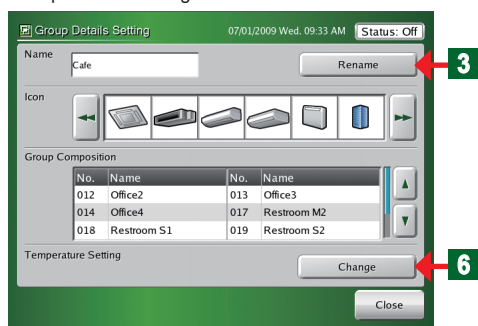 Group Details Setting 07/01/2009 Wed. 09:33 AM Status: Off
Name Cafe Rename 3
Icon
Group Composition
No. Name No. Name
012 Office2 013 Office3
014 Office4 017 Restroom M2
018 Restroom S1 019 Restroom S2
Temperature Setting Change 6
Close